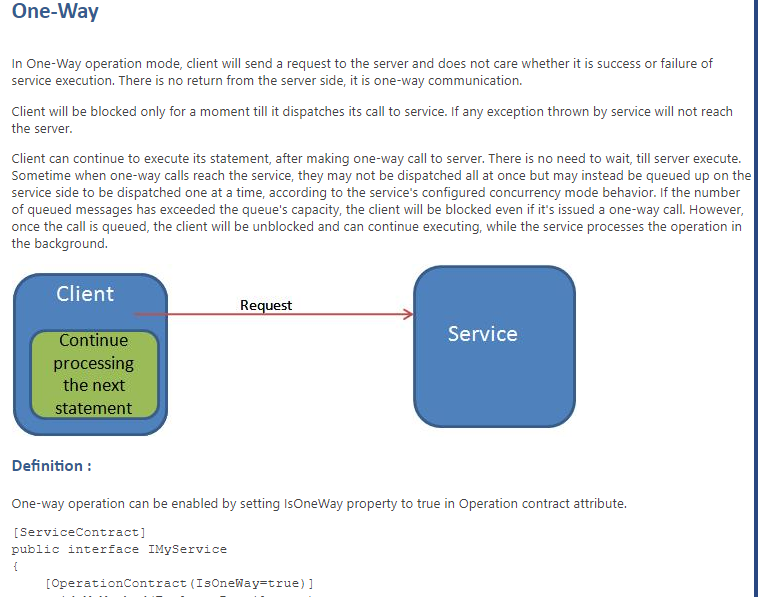 One-Way
In One-Way operation mode, client will send a request to the server and does not care whether it is success or failure of
service execution. There is no return from the server side, it is one-way communication.
Client will be blocked only for a moment till it dispatches its call to service. If any exception thrown by service will not reach
the server.
Client can continue to execute its statement, after making one-way call to server. There is no need to wait, till server execute.
Sometime when one-way calls reach the service, they may not be dispatched all at once but may instead be queued up on the
service side to be dispatched one at a time, according to the service's configured concurrency mode behavior. If the number
of queued messages has exceeded the queue's capacity, the client will be blocked even if it's issued a one-way call. However,
once the call is queued, the client will be unblocked and can continue executing, while the service processes the operation in
the background.
Client
Request
Service
Continue
processing
the next
statement
Definition :
One-way operation can be enabled by setting IsOneWay property to true in Operation contract attribute.
[ServiceContract]
public interface IMyService
{
[OperationContract(IsOneWay=true)]